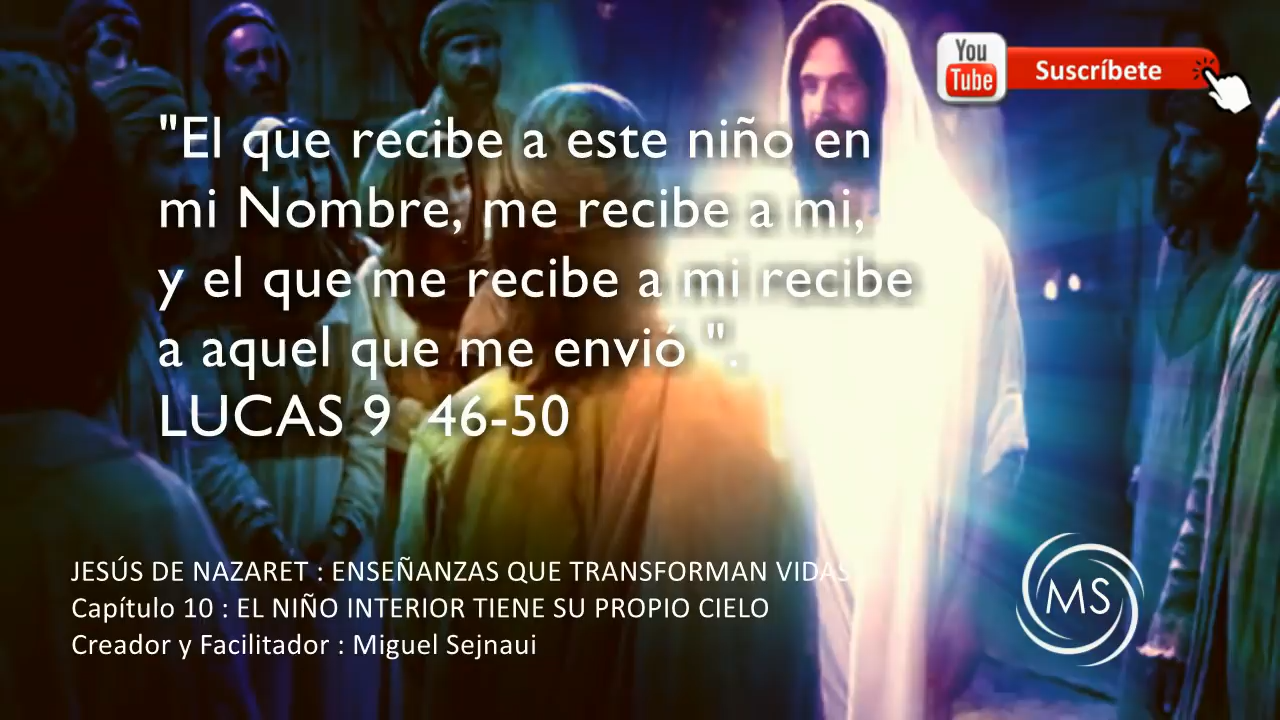 You
Tube
Suscríbete
"El que recibe a este niño en
mi Nombre, me recibe a mi,
y el que me recibe a mi recibe
a aquel que me envió ".
LUCAS 9 46-50
JESÚS DE NAZARET : ENSEÑANZAS QUE TRANSFORMAN VIDAS
Capítulo 10 : EL NIÑO INTERIOR TIENE SU PROPIO CIELO
Creador y Facilitador : Miguel Sejnaui
MS